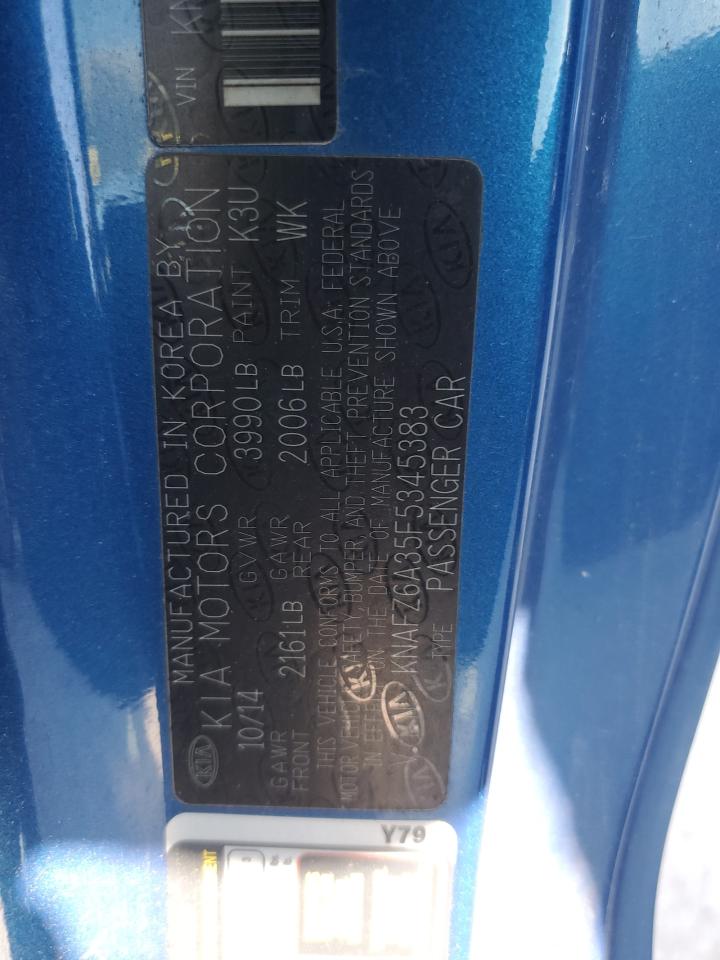 VIN KN
KIA
MANUFACTURED IN KOREA BY
KIA MOTORS CORPORATION
10/14 GVWR 3990LB PAINT K3U
GAWR FRONT 2161LB GAWR REAR 2006LB TRIM WK
THIS VEHICLE CONFORMS TO ALL APPLICABLE U.S.A. FEDERAL
MOTOR VEHICLE SAFETY, BUMPER, AND THEFT PREVENTION STANDARDS
IN EFFECT ON THE DATE OF MANUFACTURE SHOWN ABOVE
KNAFZ6A35F5345383
TYPE PASSENGER CAR
Y79